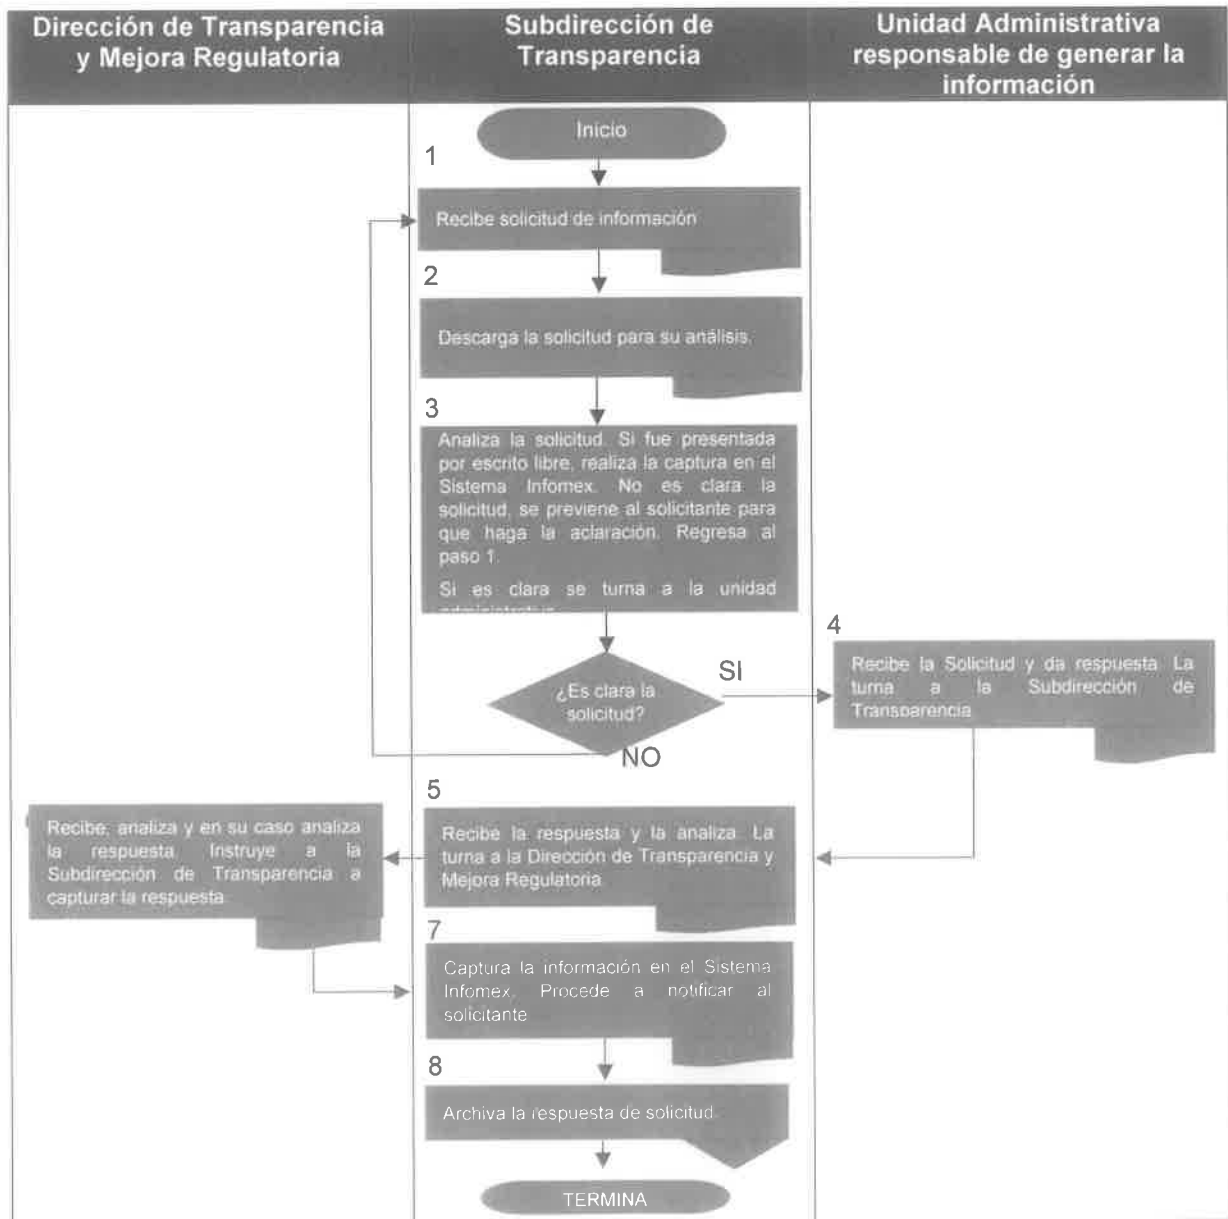 Dirección de Transparencia
y Mejora Regulatoria
Subdirección de
Transparencia
Unidad Administrativa
responsable de generar la
información
Inicio
1
Recibe solicitud de información
2
Descarga la solicitud para su análisis.
3
Analiza la solicitud. Si fue presentada
por escrito libre, realiza la captura en el
Sistema Infomex. No es clara la
solicitud, se previene al solicitante para
que haga la aclaración. Regresa al
paso 1.
Si es clara se turna a la unidad
¿Es clara la
solicitud?
SI
NO
4
Recibe la Solicitud y da respuesta. La
turna a la Subdirección de
Transparencia
5
Recibe la respuesta y la analiza. La
turna a la Dirección de Transparencia y
Mejora Regulatoria
Recibe, analiza y en su caso analiza
la respuesta. Instruye a la
Subdirección de Transparencia a
capturar la respuesta.
7
Captura la información en el Sistema
Infomex. Procede a notificar al
solicitante
8
Archiva la respuesta de solicitud.
TERMINA